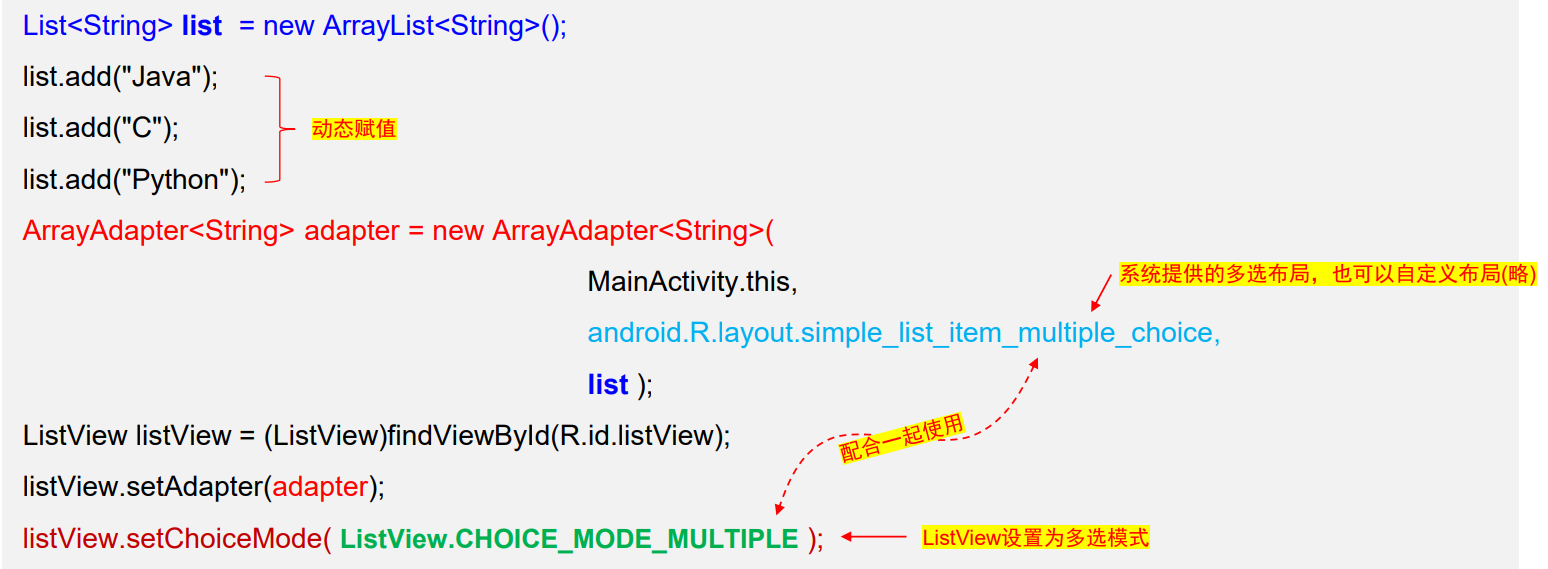 List<String> list  = new ArrayList<String>();
list.add("Java");
list.add("C");
动态赋值
list.add("Python");
ArrayAdapter<String> adapter = new ArrayAdapter<String>(
MainActivity.this,
系统提供的多选布局，也可以自定义布局(略)
android.R.layout.simple_list_item_multiple_choice,
list );
配合一起使用
ListView listView = (ListView)findViewById(R.id.listView);
listView.setAdapter(adapter);
listView.setChoiceMode( ListView.CHOICE_MODE_MULTIPLE );
ListView设置为多选模式